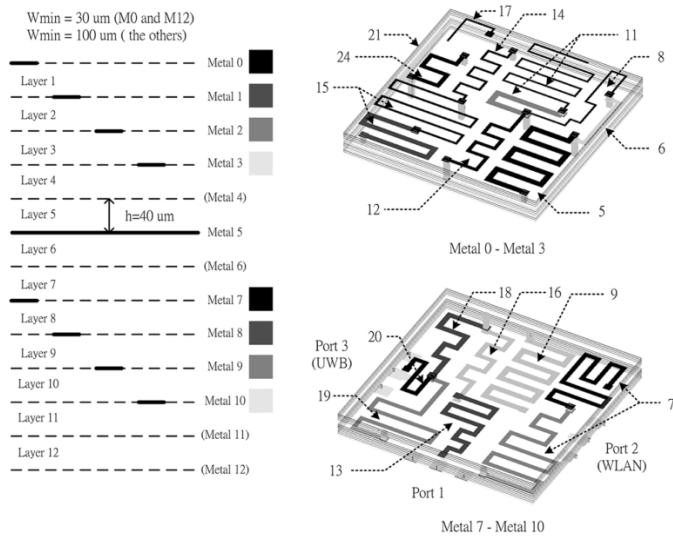 Wmin = 30 um (M0 and M12)
Wmin = 100 um ( the others)
Metal 0
Layer 1
Metal 1
Layer 2
Metal 2
Layer 3
Metal 3
Layer 4
(Metal 4)
Layer 5
h=40 um
Metal 5
Layer 6
(Metal 6)
Layer 7
Metal 7
Layer 8
Metal 8
Layer 9
Metal 9
Layer 10
Metal 10
Layer 11
(Metal 11)
Layer 12
(Metal 12)
17
14
21
11
24
8
15
6
12
5
Metal 0 - Metal 3
18
16
9
20
Port 3
(UWB)
19
7
13
Port 2
(WLAN)
Port 1
Metal 7 - Metal 10